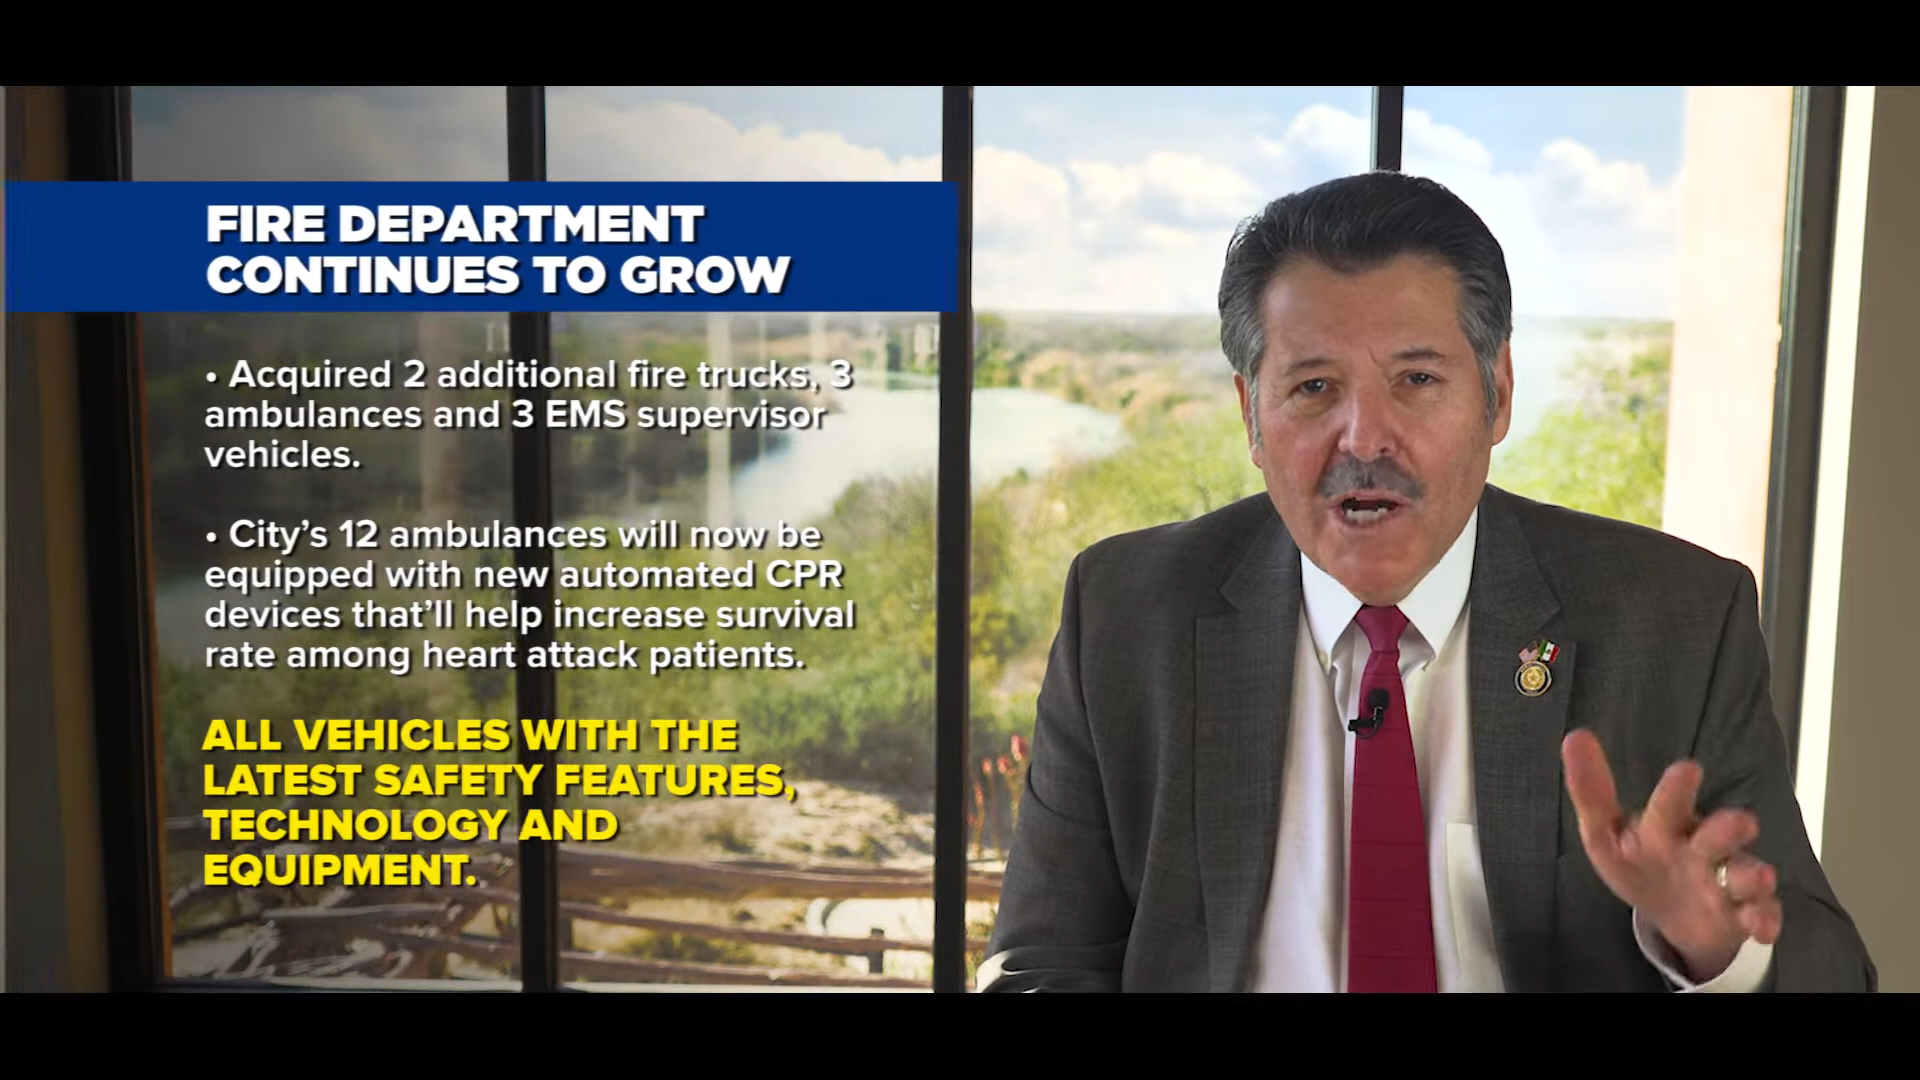 FIRE DEPARTMENT
CONTINUES TO GROW
• Acquired 2 additional fire trucks, 3
ambulances and 3 EMS supervisor
vehicles.
• City's 12 ambulances will now be
equipped with new automated CPR
devices that'll help increase survival
rate among heart attack patients.
ALL VEHICLES WITH THE
LATEST SAFETY FEATURES,
TECHNOLOGY AND
EQUIPMENT.